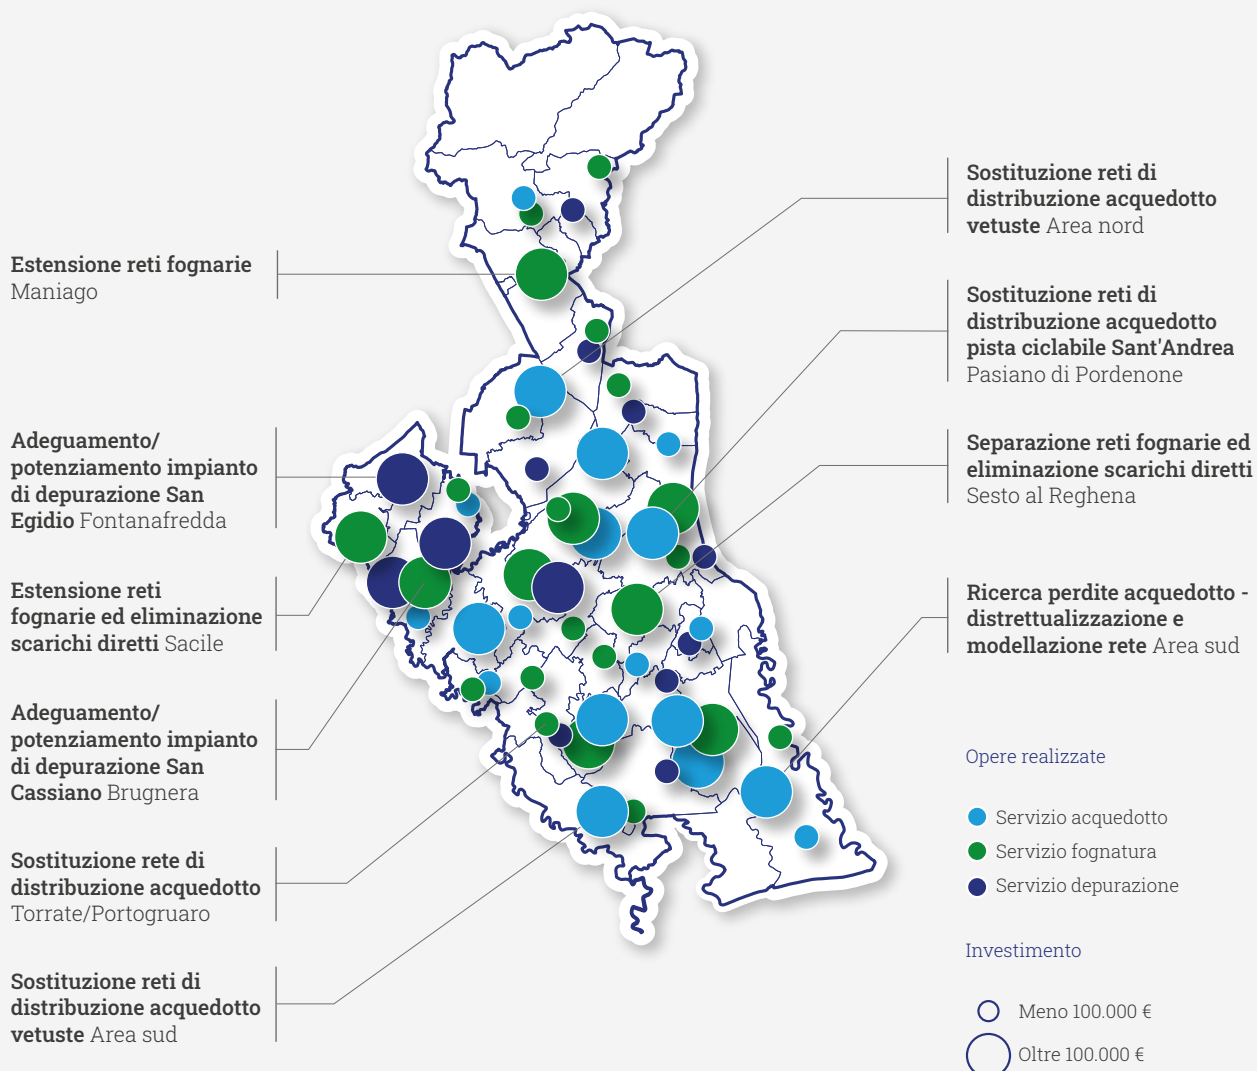 Estensione reti fognarie
Maniago
Adeguamento/
potenziamento impianto
di depurazione San
Egidio Fontanafredda
Estensione reti
fognarie ed eliminazione
scarichi diretti Sacile
Adeguamento/
potenziamento impianto
di depurazione San
Cassiano Brugnera
Sostituzione rete di
distribuzione acquedotto
Torrate/Portogruaro
Sostituzione reti di
distribuzione acquedotto
vetuste Area sud
Sostituzione reti di
distribuzione acquedotto
vetuste Area nord
Sostituzione reti di
distribuzione acquedotto
pista ciclabile Sant'Andrea
Pasiano di Pordenone
Separazione reti fognarie ed
eliminazione scarichi diretti
Sesto al Reghena
Ricerca perdite acquedotto -
distrettualizzazione e
modellazione rete Area sud
Opere realizzate
Servizio acquedotto
Servizio fognatura
Servizio depurazione
Investimento
Meno 100.000 €
Oltre 100.000 €